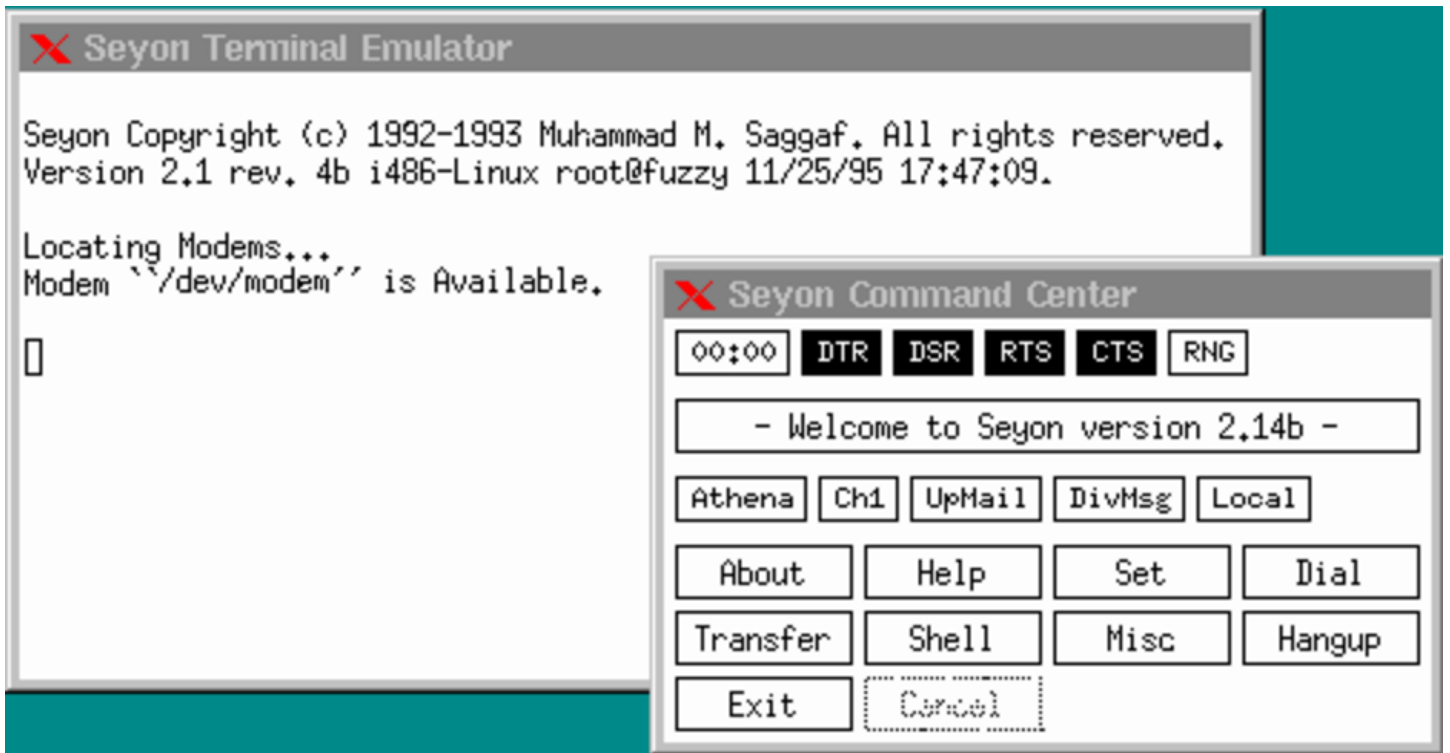 Seyon Terminal Emulator
Seyon Copyright (c) 1992-1993 Muhammad M. Saggaf. All rights reserved.
Version 2.1 rev. 4b i486-Linux root@fuzzy 11/25/95 17:47:09.
Locating Modems...
Modem ``/dev/modem'' is Available.
Seyon Command Center
00:00 DTR DSR RTS CTS RNG
- Welcome to Seyon version 2.14b -
Athena Ch1 UpMail DivMsg Local
About Help Set Dial
Transfer Shell Misc Hangup
Exit Cancel